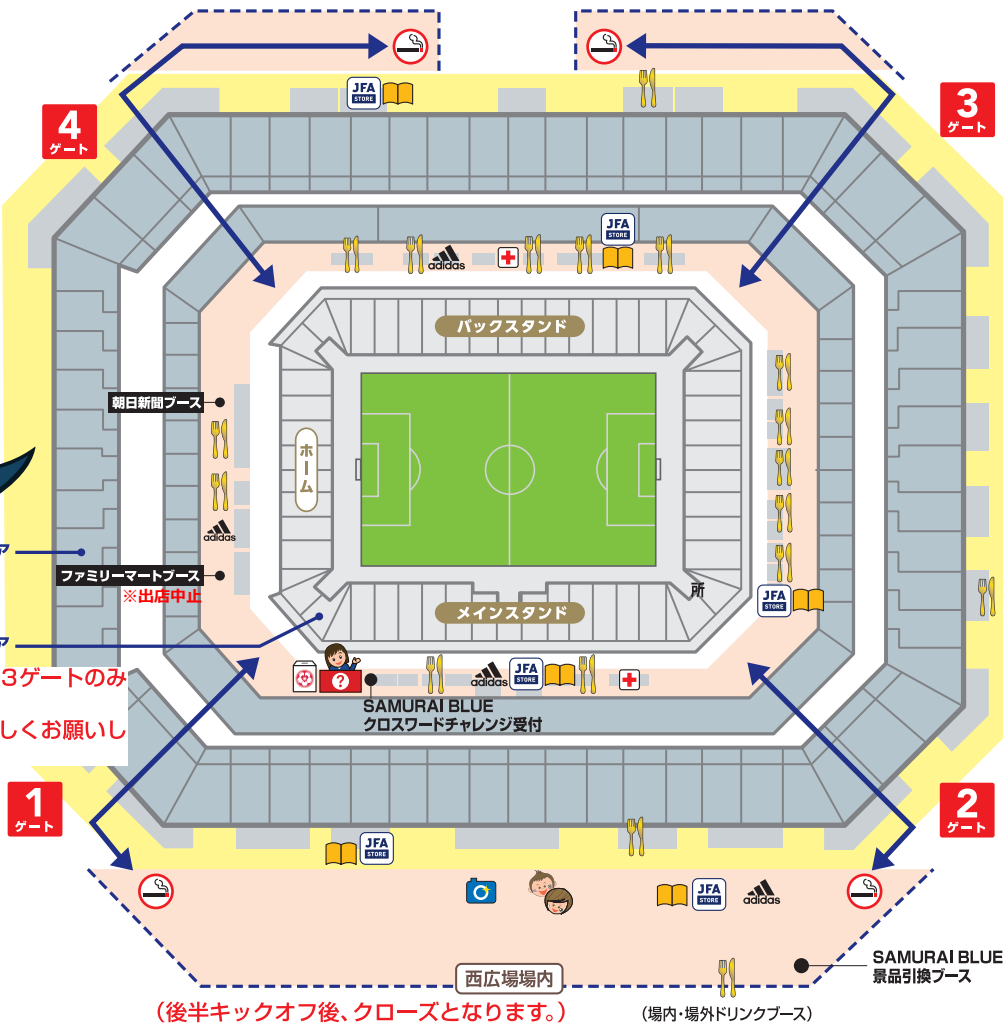 JFA
STORE
4
ゲート
3
ゲート
JFA
STORE
adidas
バックスタンド
朝日新聞ブース
ホーム
adidas
ア
ファミリーマートブース
※出店中止
所
JFA
STORE
メインスタンド
ア
3ゲートのみ
?
adidas
JFA
STORE
SAMURAI BLUE
クロスワードチャレンジ受付
しくお願いし
1
ゲート
2
ゲート
JFA
STORE
JFA
STORE
adidas
SAMURAI BLUE
景品引換ブース
西広場場内
(後半キックオフ後、クローズとなります。)
(場内・場外ドリンクブース)